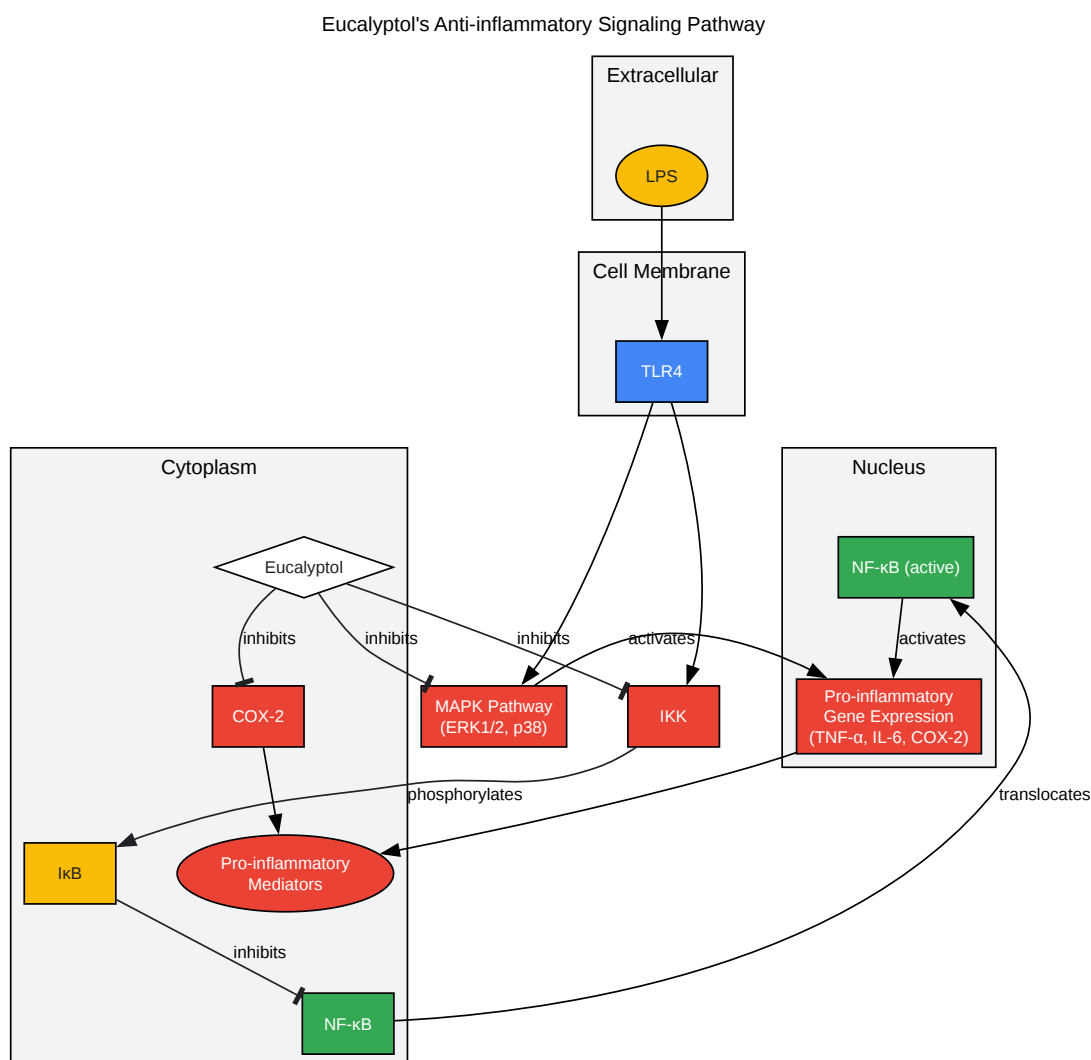 Eucalyptol's Anti-inflammatory Signaling Pathway
Extracellular
LPS
Cell Membrane
TLR4
Cytoplasm
Nucleus
Eucalyptol
NF-κB (active)
inhibits
inhibits
inhibits
activates
activates
COX-2
MAPK Pathway
(ERK1/2, p38)
IKK
Pro-inflammatory
Gene Expression
(TNF-α, IL-6, COX-2)
phosphorylates
translocates
IκB
Pro-inflammatory
Mediators
inhibits
NF-κB